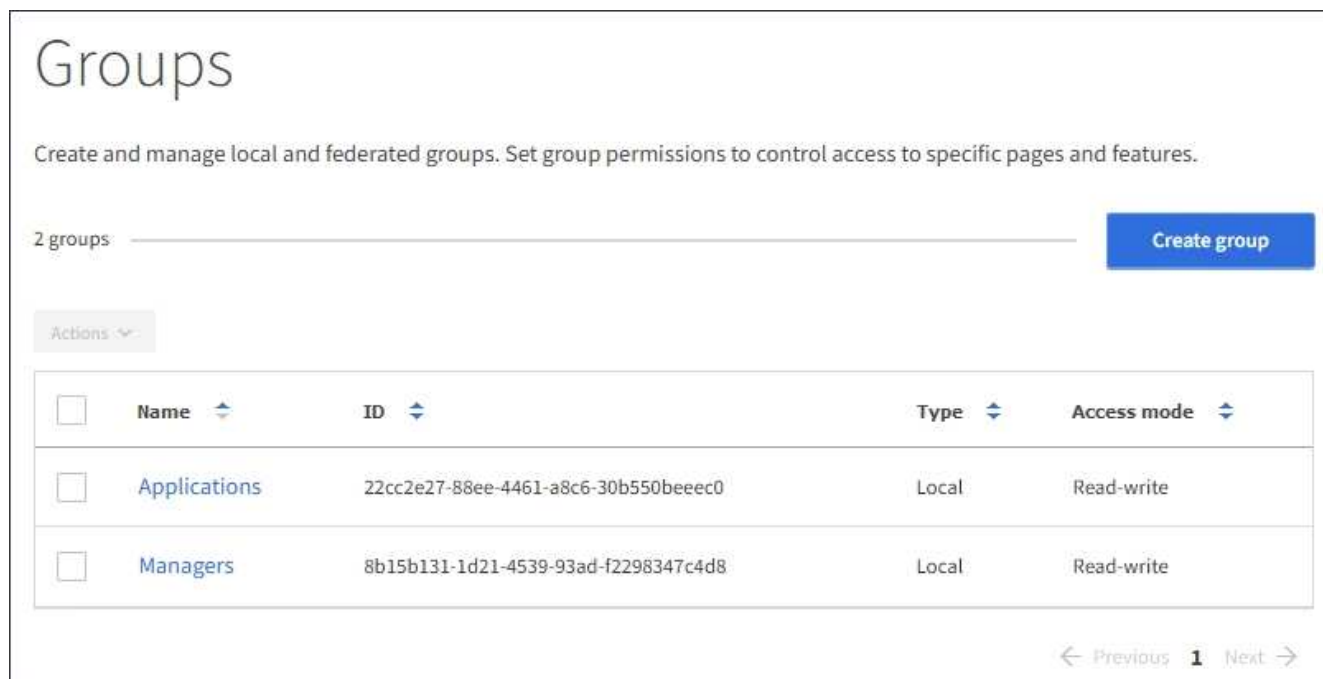 Groups
Create and manage local and federated groups. Set group permissions to control access to specific pages and features.
2 groups
Create group
Actions
Name ID Type Access mode
Applications 22cc2e27-88ee-4461-a8c6-30b550beeec0 Local Read-write
Managers 8b15b131-1d21-4539-93ad-f2298347c4d8 Local Read-write
← Previous 1 Next →